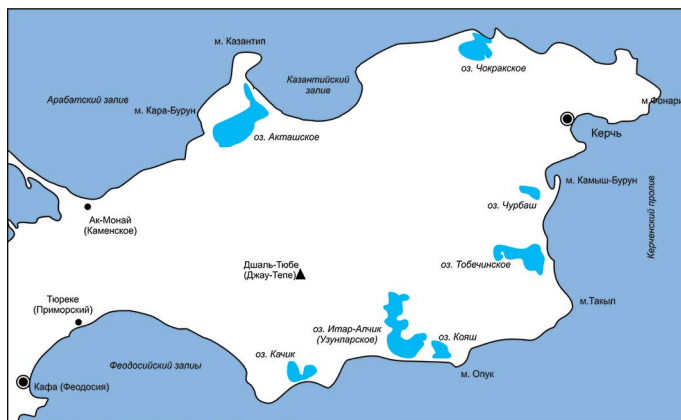 м. Казантип
Казантийский
залив
оз. Чокракское
Арабатский залив
м. Кара-Бурун
оз. Акташское
м.Фонари
Керчь
м. Камыш-Бурун
оз. Чурбаш
Керченский пролив
Ак-Монай
(Каменское)
Дшаль-Тюбе
(Джау-Тепе)
оз. Тобечинское
Тюреке
(Приморский)
м.Такып
оз. Итар-Алчик
(Узунларское)
оз. Кояш
оз. Качик
Феодосийский запиы
м. Опук
Кафа (Феодосия)